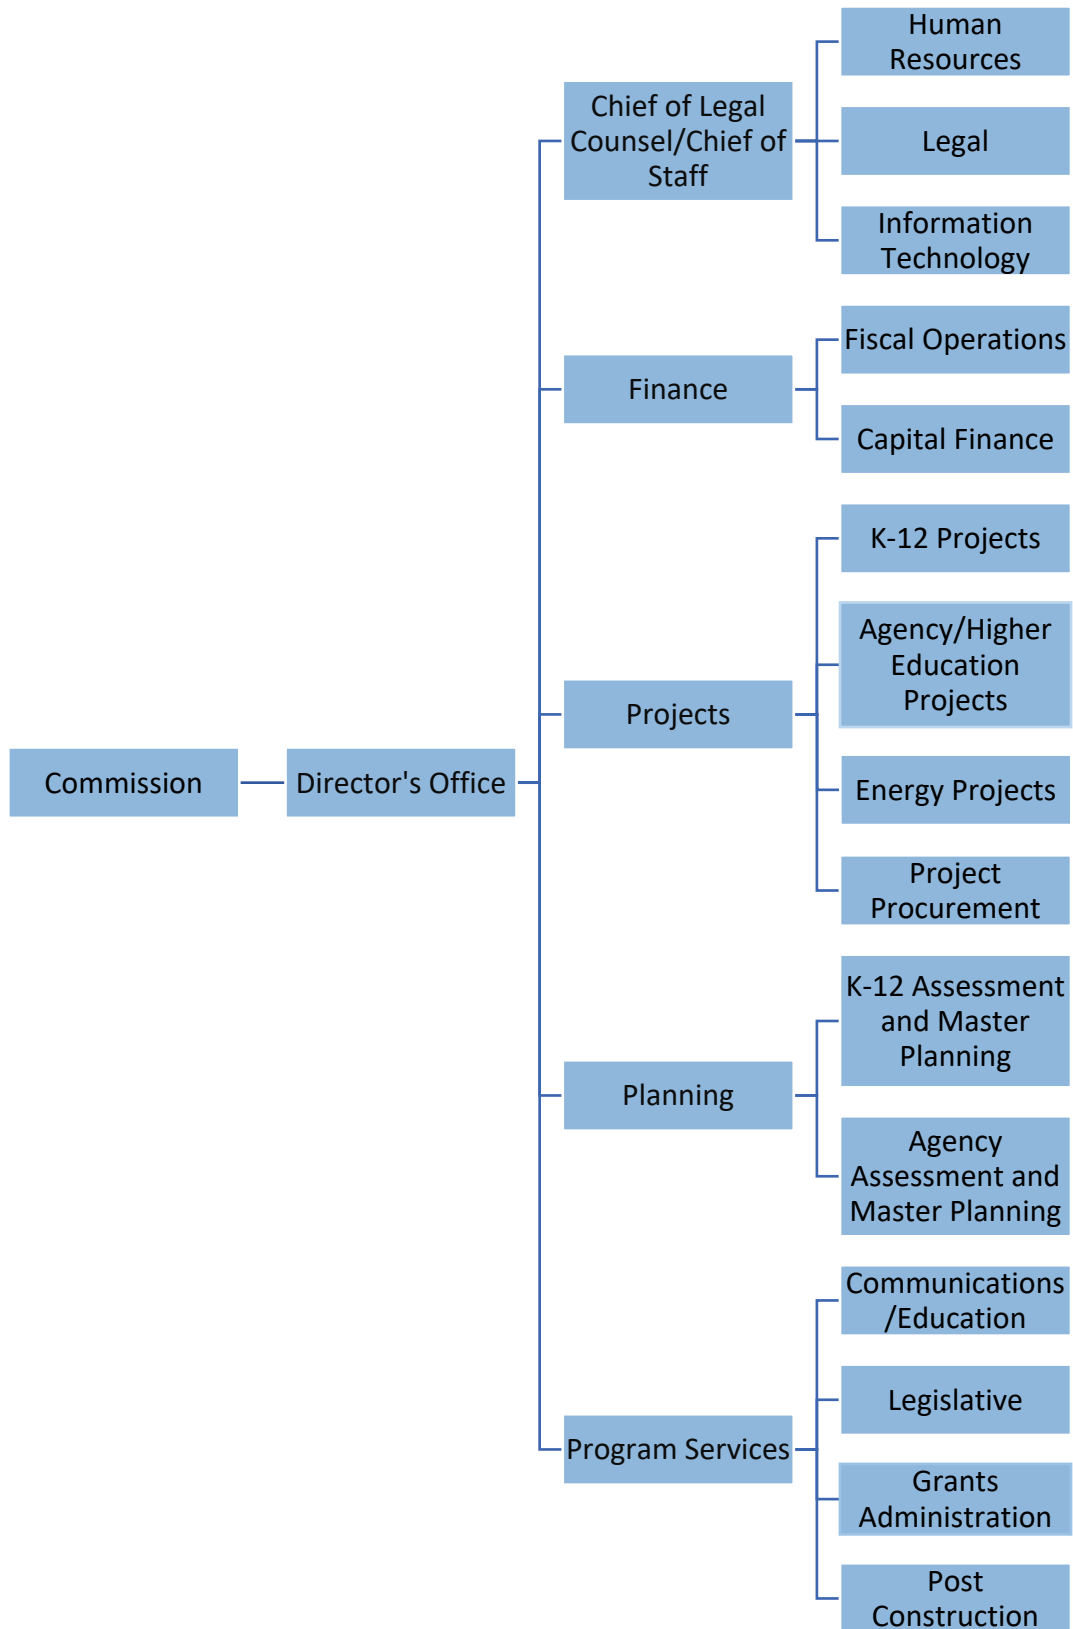 Human
Resources
Chief of Legal
Counsel/Chief of
Staff
Legal
Information
Technology
Fiscal Operations
Finance
Capital Finance
K-12 Projects
Agency/Higher
Education
Projects
Projects
Commission
Director's Office
Energy Projects
Project
Procurement
K-12 Assessment
and Master
Planning
Planning
Agency
Assessment and
Master Planning
Communications
/Education
Legislative
Program Services
Grants
Administration
Post
Construction